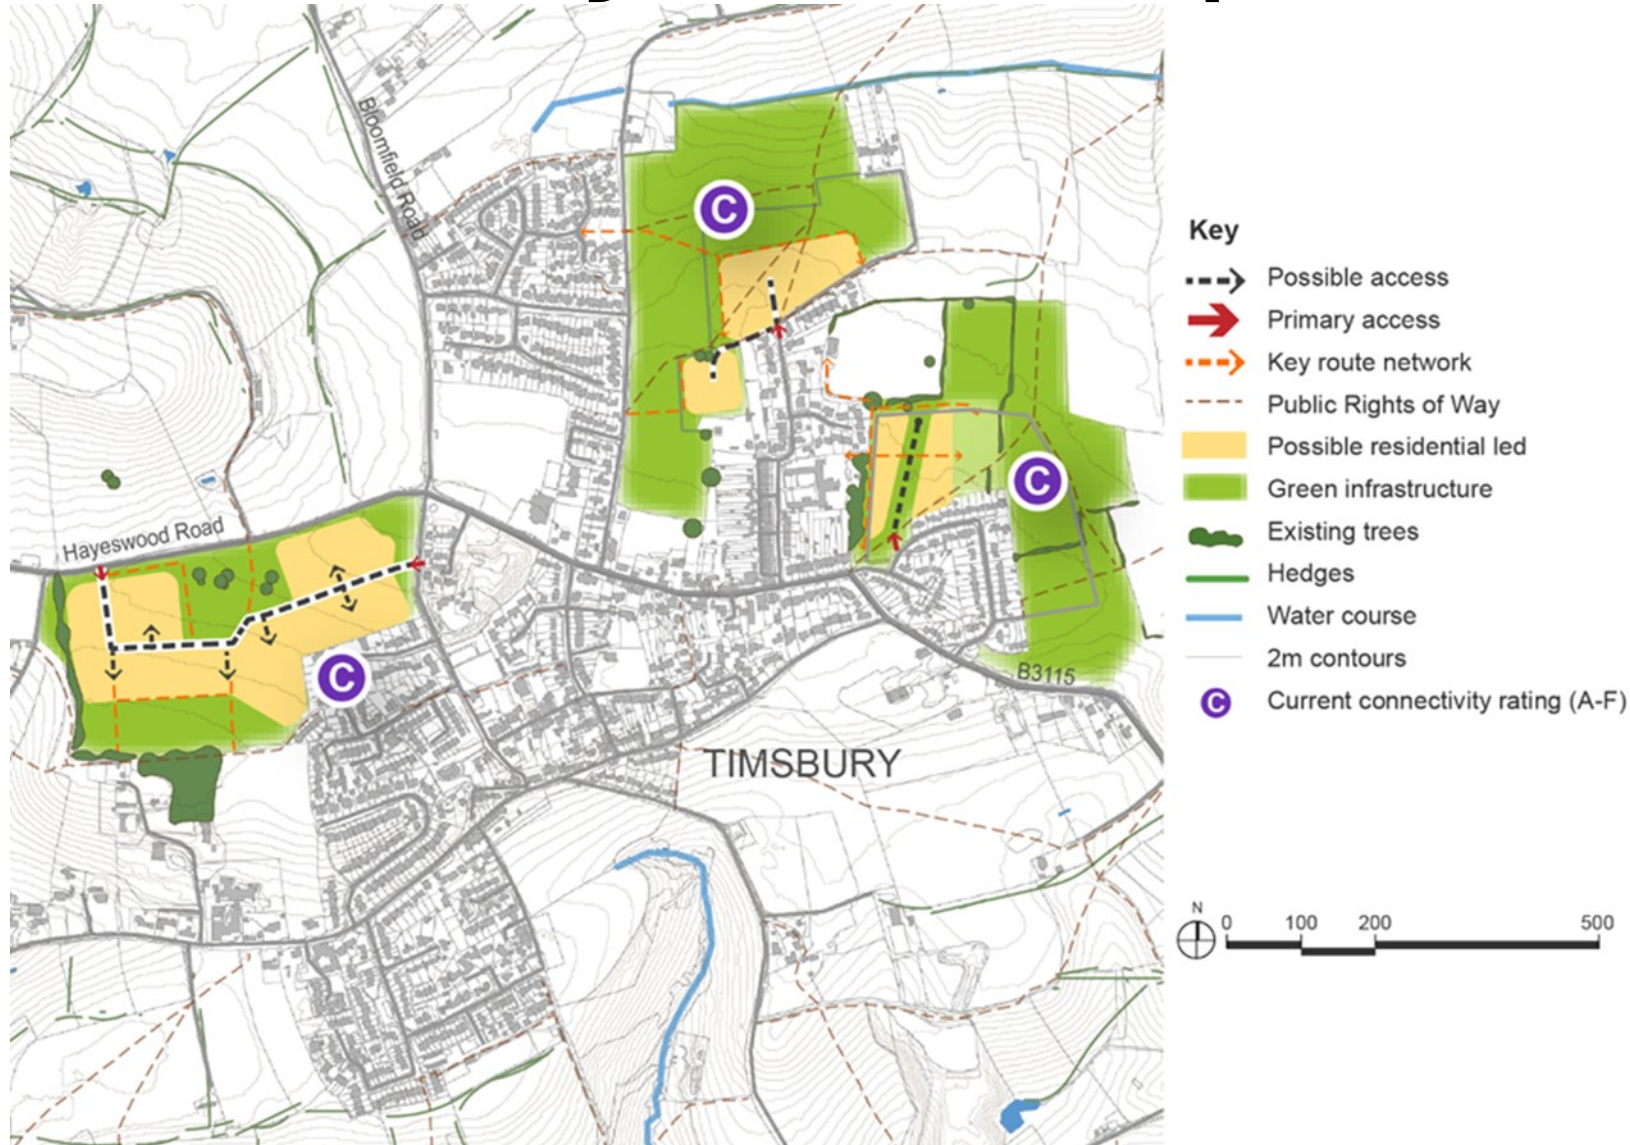 Bloomfield Road
C
C
Hayeswood Road
C
B3115
TIMSBURY
Key
Possible access
Primary access
Key route network
Public Rights of Way
Possible residential led
Green infrastructure
Existing trees
Hedges
Water course
2m contours
C Current connectivity rating (A-F)
N
0 100 200 500